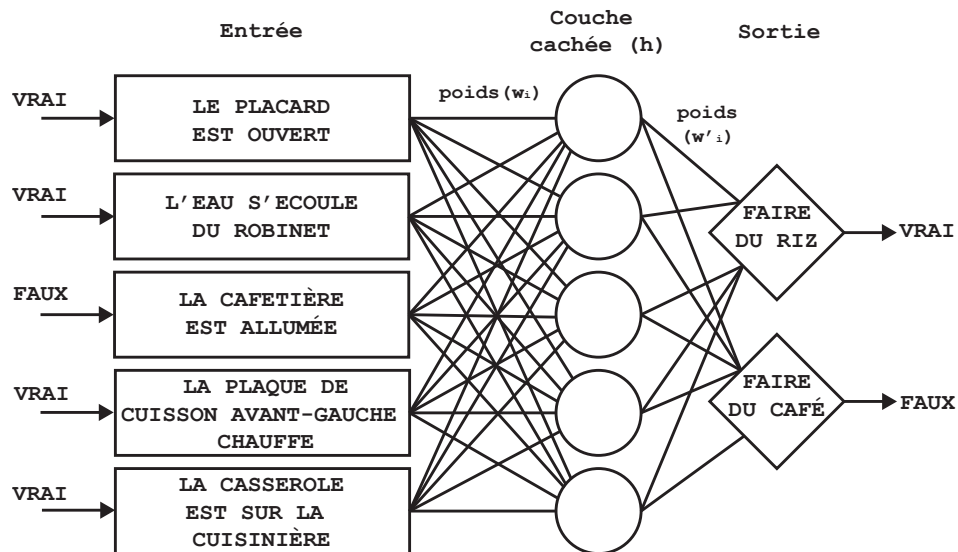 Entrée
Couche
cachée (h)
Sortie
VRAI
LE PLACARD
EST OUVERT
poids(wᵢ)
poids
(w'ᵢ)
VRAI
L'EAU S'ECOULE
DU ROBINET
FAUX
LA CAFETIÈRE
EST ALLUMÉE
VRAI
LA PLAQUE DE
CUISSON AVANT-GAUCHE
CHAUFFE
VRAI
LA CASSEROLE
EST SUR LA
CUISINIÈRE
FAIRE
DU RIZ
VRAI
FAIRE
DU CAFÉ
FAUX